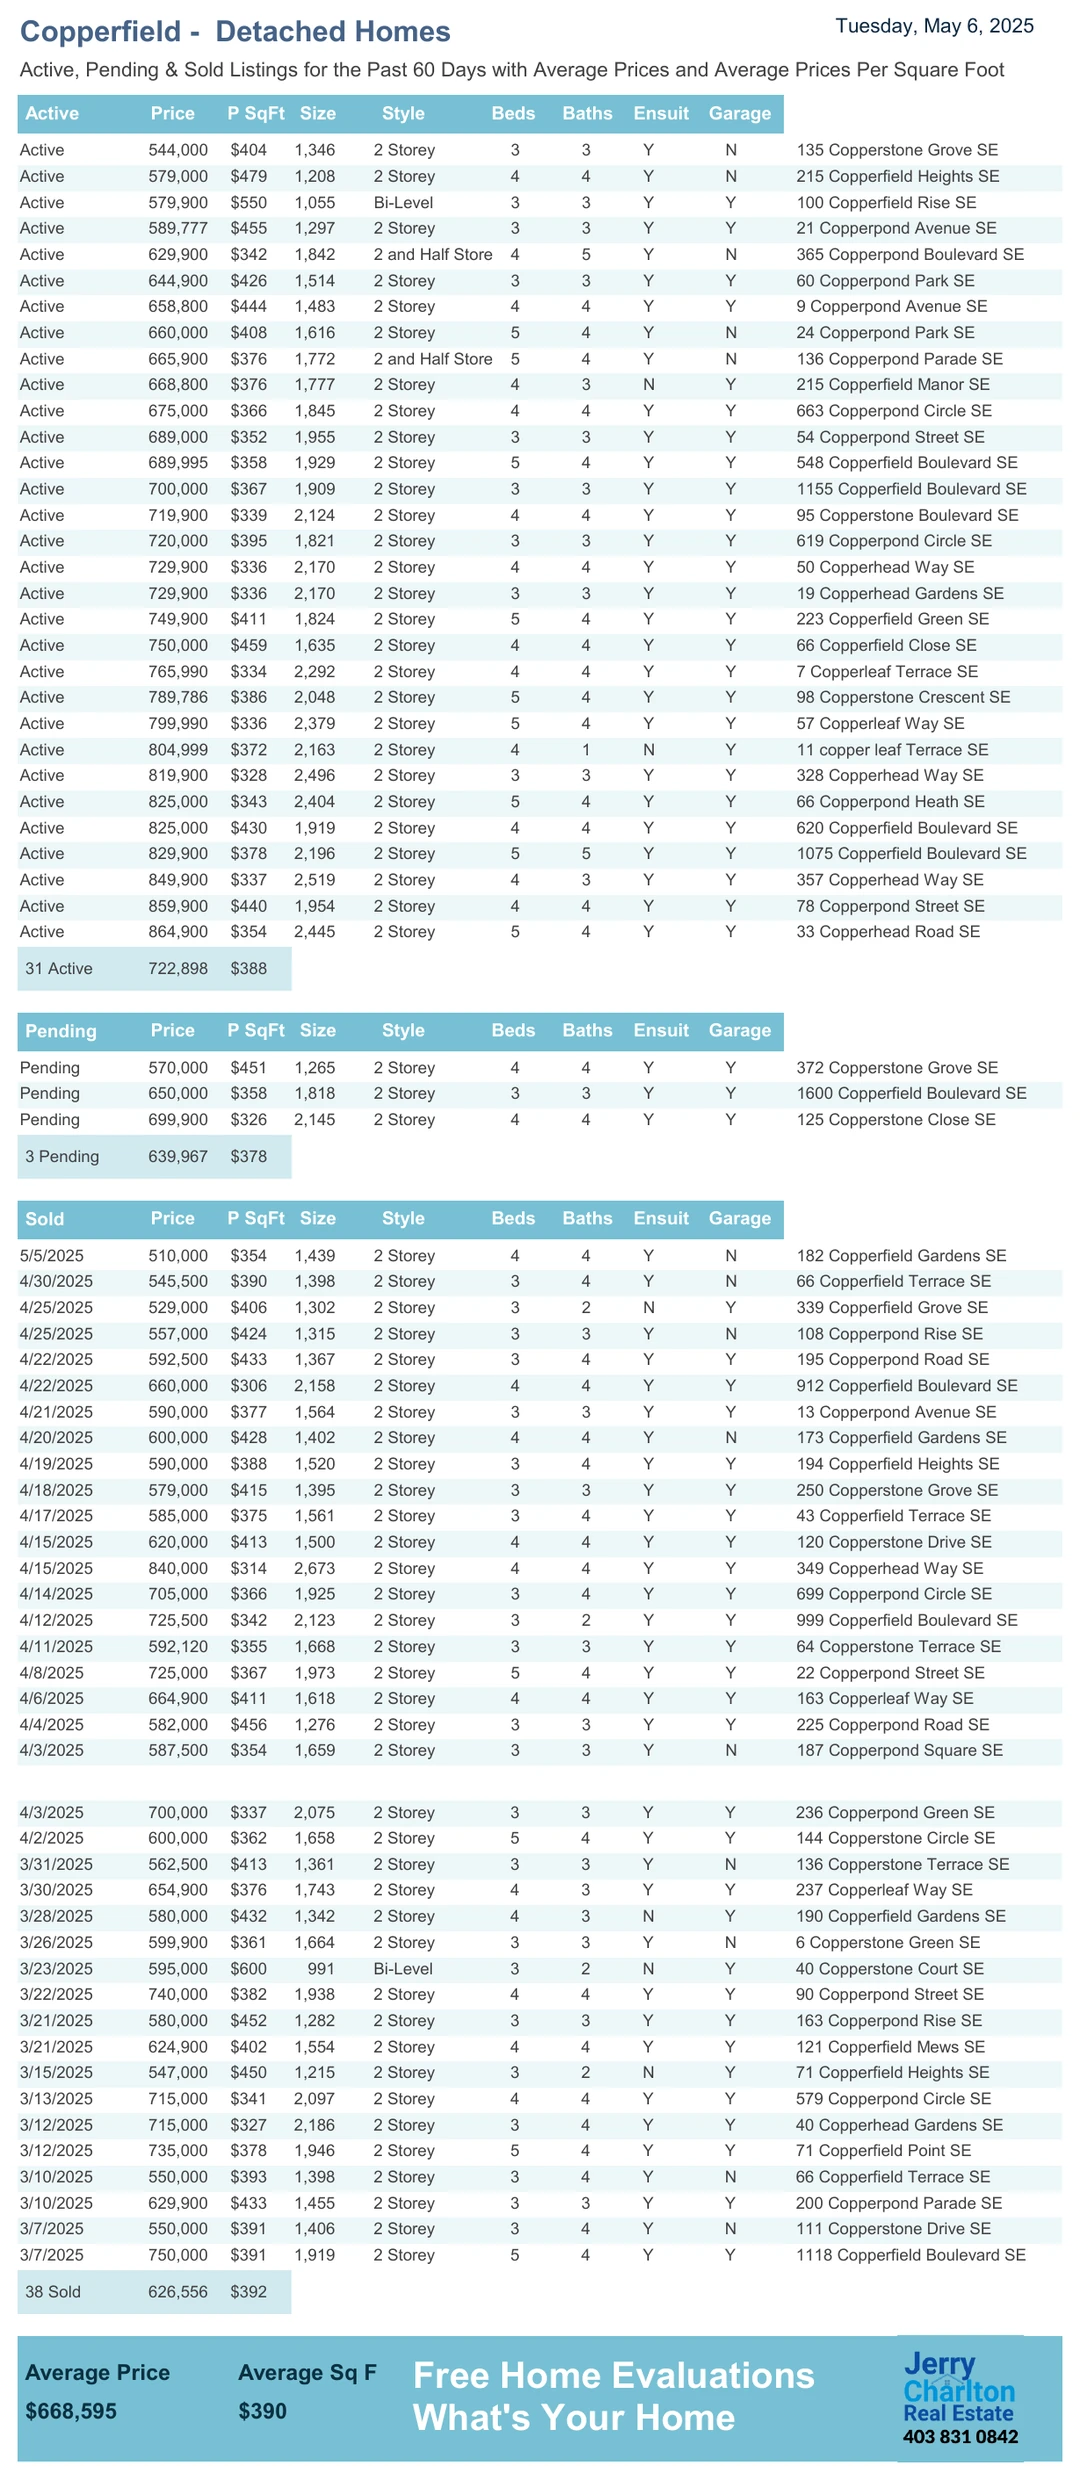 Copperfield - Detached Homes
Tuesday, May 6, 2025
Active, Pending & Sold Listings for the Past 60 Days with Average Prices and Average Prices Per Square Foot
Active Price P SqFt Size Style Beds Baths Ensuit Garage
Active 544,000 $404 1,346 2 Storey 3 3 Y N 135 Copperstone Grove SE
Active 579,000 $479 1,208 2 Storey 4 4 Y N 215 Copperfield Heights SE
Active 579,900 $550 1,055 Bi-Level 3 3 Y Y 100 Copperfield Rise SE
Active 589,777 $455 1,297 2 Storey 3 3 Y Y 21 Copperpond Avenue SE
Active 629,900 $342 1,842 2 and Half Store 4 5 Y N 365 Copperpond Boulevard SE
Active 644,900 $426 1,514 2 Storey 3 3 Y Y 60 Copperpond Park SE
Active 658,800 $444 1,483 2 Storey 4 4 Y Y 9 Copperpond Avenue SE
Active 660,000 $408 1,616 2 Storey 5 4 Y N 24 Copperpond Park SE
Active 665,900 $376 1,772 2 and Half Store 5 4 Y N 136 Copperpond Parade SE
Active 668,800 $376 1,777 2 Storey 4 3 N Y 215 Copperfield Manor SE
Active 675,000 $366 1,845 2 Storey 4 4 Y Y 663 Copperpond Circle SE
Active 689,000 $352 1,955 2 Storey 3 3 Y Y 54 Copperpond Street SE
Active 689,995 $358 1,929 2 Storey 5 4 Y Y 548 Copperfield Boulevard SE
Active 700,000 $367 1,909 2 Storey 3 3 Y Y 1155 Copperfield Boulevard SE
Active 719,900 $339 2,124 2 Storey 4 4 Y Y 95 Copperstone Boulevard SE
Active 720,000 $395 1,821 2 Storey 3 3 Y Y 619 Copperpond Circle SE
Active 729,900 $336 2,170 2 Storey 4 4 Y Y 50 Copperhead Way SE
Active 729,900 $336 2,170 2 Storey 3 3 Y Y 19 Copperhead Gardens SE
Active 749,900 $411 1,824 2 Storey 5 4 Y Y 223 Copperfield Green SE
Active 750,000 $459 1,635 2 Storey 4 4 Y Y 66 Copperfield Close SE
Active 765,990 $334 2,292 2 Storey 4 4 Y Y 7 Copperleaf Terrace SE
Active 789,786 $386 2,048 2 Storey 5 4 Y Y 98 Copperstone Crescent SE
Active 799,990 $336 2,379 2 Storey 5 4 Y Y 57 Copperleaf Way SE
Active 804,999 $372 2,163 2 Storey 4 1 N Y 11 copper leaf Terrace SE
Active 819,900 $328 2,496 2 Storey 3 3 Y Y 328 Copperhead Way SE
Active 825,000 $343 2,404 2 Storey 5 4 Y Y 66 Copperpond Heath SE
Active 825,000 $430 1,919 2 Storey 4 4 Y Y 620 Copperfield Boulevard SE
Active 829,900 $378 2,196 2 Storey 5 5 Y Y 1075 Copperfield Boulevard SE
Active 849,900 $337 2,519 2 Storey 4 3 Y Y 357 Copperhead Way SE
Active 859,900 $440 1,954 2 Storey 4 4 Y Y 78 Copperpond Street SE
Active 864,900 $354 2,445 2 Storey 5 4 Y Y 33 Copperhead Road SE
31 Active 722,898 $388
Pending Price P SqFt Size Style Beds Baths Ensuit Garage
Pending 570,000 $451 1,265 2 Storey 4 4 Y Y 372 Copperstone Grove SE
Pending 650,000 $358 1,818 2 Storey 3 3 Y Y 1600 Copperfield Boulevard SE
Pending 699,900 $326 2,145 2 Storey 4 4 Y Y 125 Copperstone Close SE
3 Pending 639,967 $378
Sold Price P SqFt Size Style Beds Baths Ensuit Garage
5/5/2025 510,000 $354 1,439 2 Storey 4 4 Y N 182 Copperfield Gardens SE
4/30/2025 545,500 $390 1,398 2 Storey 3 4 Y N 66 Copperfield Terrace SE
4/25/2025 529,000 $406 1,302 2 Storey 3 2 N Y 339 Copperfield Grove SE
4/25/2025 557,000 $424 1,315 2 Storey 3 3 Y N 108 Copperpond Rise SE
4/22/2025 592,500 $433 1,367 2 Storey 3 4 Y Y 195 Copperpond Road SE
4/22/2025 660,000 $306 2,158 2 Storey 4 4 Y Y 912 Copperfield Boulevard SE
4/21/2025 590,000 $377 1,564 2 Storey 3 3 Y Y 13 Copperpond Avenue SE
4/20/2025 600,000 $428 1,402 2 Storey 4 4 Y N 173 Copperfield Gardens SE
4/19/2025 590,000 $388 1,520 2 Storey 3 4 Y Y 194 Copperfield Heights SE
4/18/2025 579,000 $415 1,395 2 Storey 3 3 Y Y 250 Copperstone Grove SE
4/17/2025 585,000 $375 1,561 2 Storey 3 4 Y Y 43 Copperfield Terrace SE
4/15/2025 620,000 $413 1,500 2 Storey 4 4 Y Y 120 Copperstone Drive SE
4/15/2025 840,000 $314 2,673 2 Storey 4 4 Y Y 349 Copperhead Way SE
4/14/2025 705,000 $366 1,925 2 Storey 3 4 Y Y 699 Copperpond Circle SE
4/12/2025 725,500 $342 2,123 2 Storey 3 2 Y Y 999 Copperfield Boulevard SE
4/11/2025 592,120 $355 1,668 2 Storey 3 3 Y Y 64 Copperstone Terrace SE
4/8/2025 725,000 $367 1,973 2 Storey 5 4 Y Y 22 Copperpond Street SE
4/6/2025 664,900 $411 1,618 2 Storey 4 4 Y Y 163 Copperleaf Way SE
4/4/2025 582,000 $456 1,276 2 Storey 3 3 Y Y 225 Copperpond Road SE
4/3/2025 587,500 $354 1,659 2 Storey 3 3 Y N 187 Copperpond Square SE
4/3/2025 700,000 $337 2,075 2 Storey 3 3 Y Y 236 Copperpond Green SE
4/2/2025 600,000 $362 1,658 2 Storey 5 4 Y Y 144 Copperstone Circle SE
3/31/2025 562,500 $413 1,361 2 Storey 3 3 Y N 136 Copperstone Terrace SE
3/30/2025 654,900 $376 1,743 2 Storey 4 3 Y Y 237 Copperleaf Way SE
3/28/2025 580,000 $432 1,342 2 Storey 4 3 N Y 190 Copperfield Gardens SE
3/26/2025 599,900 $361 1,664 2 Storey 3 3 Y N 6 Copperstone Green SE
3/23/2025 595,000 $600 991 Bi-Level 3 2 N Y 40 Copperstone Court SE
3/22/2025 740,000 $382 1,938 2 Storey 4 4 Y Y 90 Copperpond Street SE
3/21/2025 580,000 $452 1,282 2 Storey 3 3 Y Y 163 Copperpond Rise SE
3/21/2025 624,900 $402 1,554 2 Storey 4 4 Y Y 121 Copperfield Mews SE
3/15/2025 547,000 $450 1,215 2 Storey 3 2 N Y 71 Copperfield Heights SE
3/13/2025 715,000 $341 2,097 2 Storey 4 4 Y Y 579 Copperpond Circle SE
3/12/2025 715,000 $327 2,186 2 Storey 3 4 Y Y 40 Copperhead Gardens SE
3/12/2025 735,000 $378 1,946 2 Storey 5 4 Y Y 71 Copperfield Point SE
3/10/2025 550,000 $393 1,398 2 Storey 3 4 Y N 66 Copperfield Terrace SE
3/10/2025 629,900 $433 1,455 2 Storey 3 3 Y Y 200 Copperpond Parade SE
3/7/2025 550,000 $391 1,406 2 Storey 3 4 Y N 111 Copperstone Drive SE
3/7/2025 750,000 $391 1,919 2 Storey 5 4 Y Y 1118 Copperfield Boulevard SE
38 Sold 626,556 $392
Average Price Average Sq F
$668,595 $390
Free Home Evaluations
What's Your Home
Jerry
Charlton
Real Estate
403 831 0842